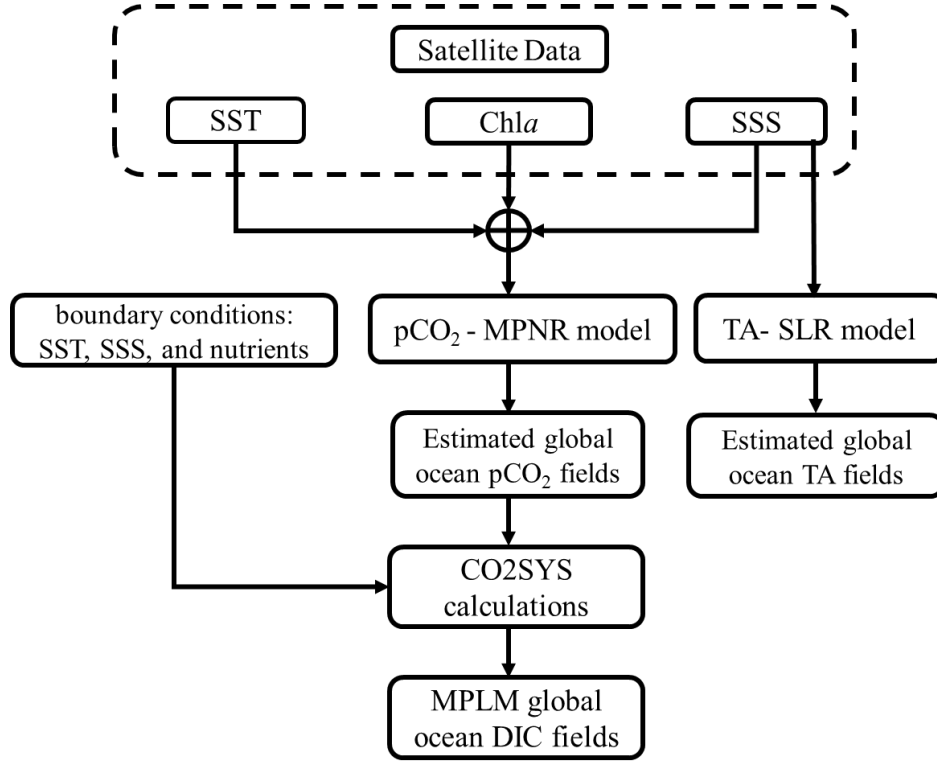 Satellite Data
SST
Chla
SSS
boundary conditions:
SST, SSS, and nutrients
pCO₂ - MPNR model
TA- SLR model
Estimated global
ocean pCO₂ fields
Estimated global
ocean TA fields
CO2SYS
calculations
MPLM global
ocean DIC fields